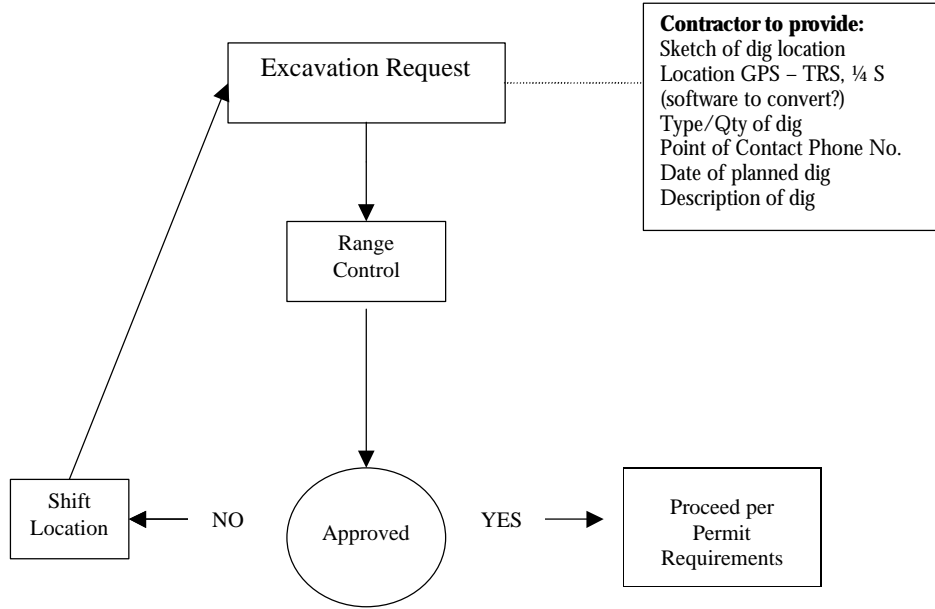 Excavation Request
Contractor to provide:
Sketch of dig location
Location GPS – TRS, ¼ S
(software to convert?)
Type/Qty of dig
Point of Contact Phone No.
Date of planned dig
Description of dig
Range
Control
Shift
Location
NO
Approved
YES
Proceed per
Permit
Requirements